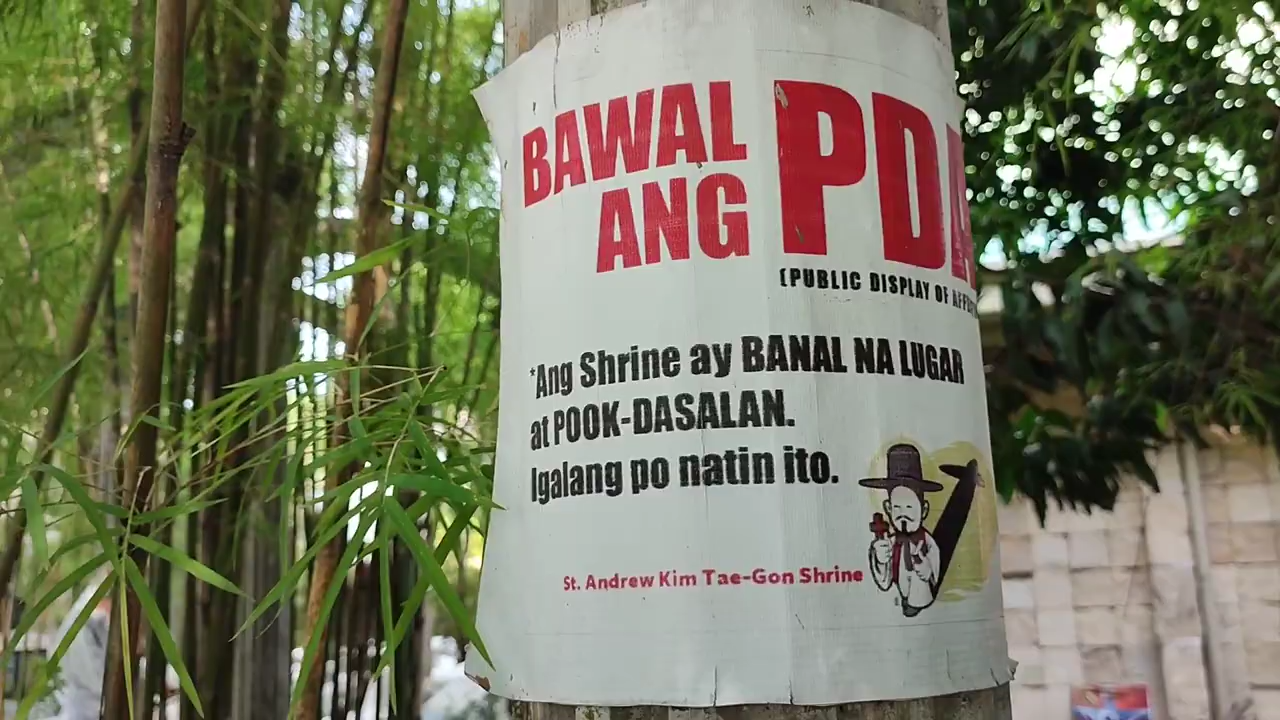 BAWAL
ANG PDA
(PUBLIC DISPLAY OF
*Ang Shrine ay BANAL NA LUGAR
at POOK-DASALAN.
Igalang po natin ito.
St. Andrew Kim Tae-Gon Shrine